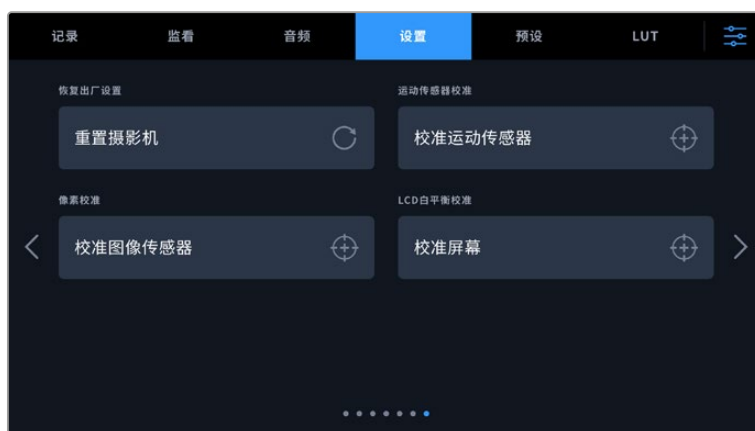 记录 监看 音频 设置 预设 LUT
恢复出厂设置 运动传感器校准
重置摄影机 校准运动传感器
像素校准 LCD白平衡校准
校准图像传感器 校准屏幕